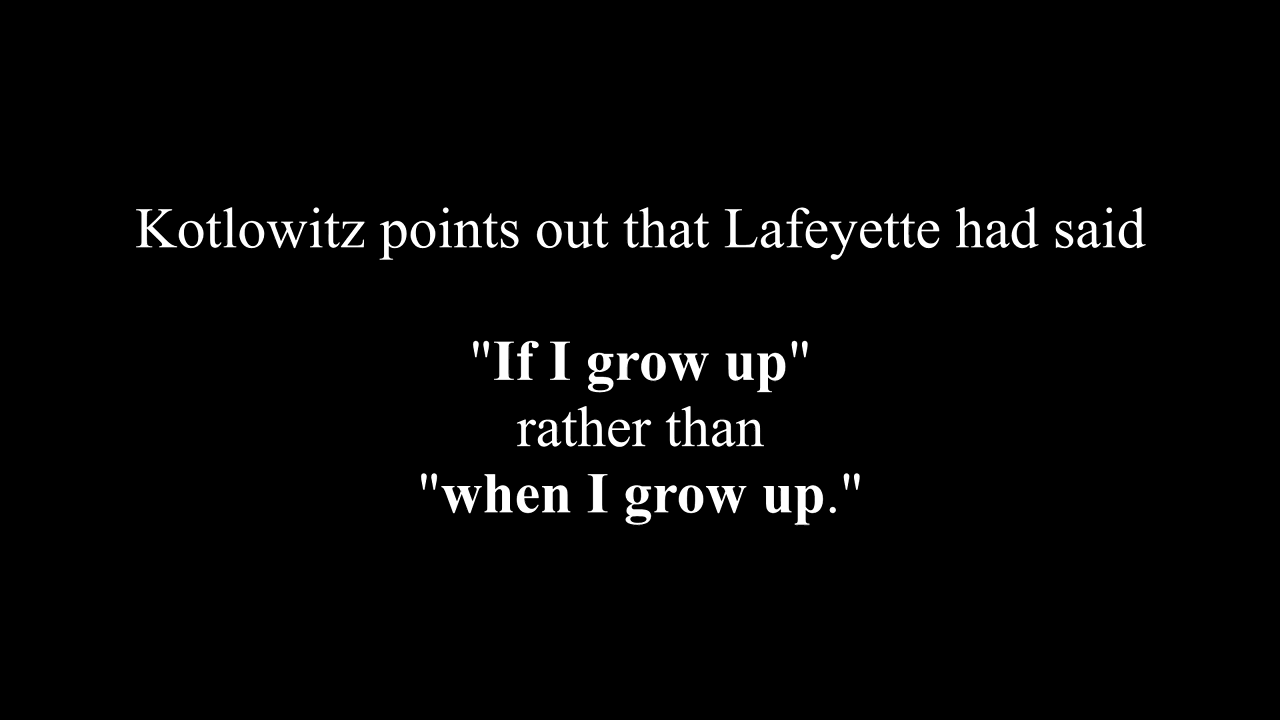 Kotlowitz points out that Lafeyette had said
"If I grow up"
rather than
"when I grow up."